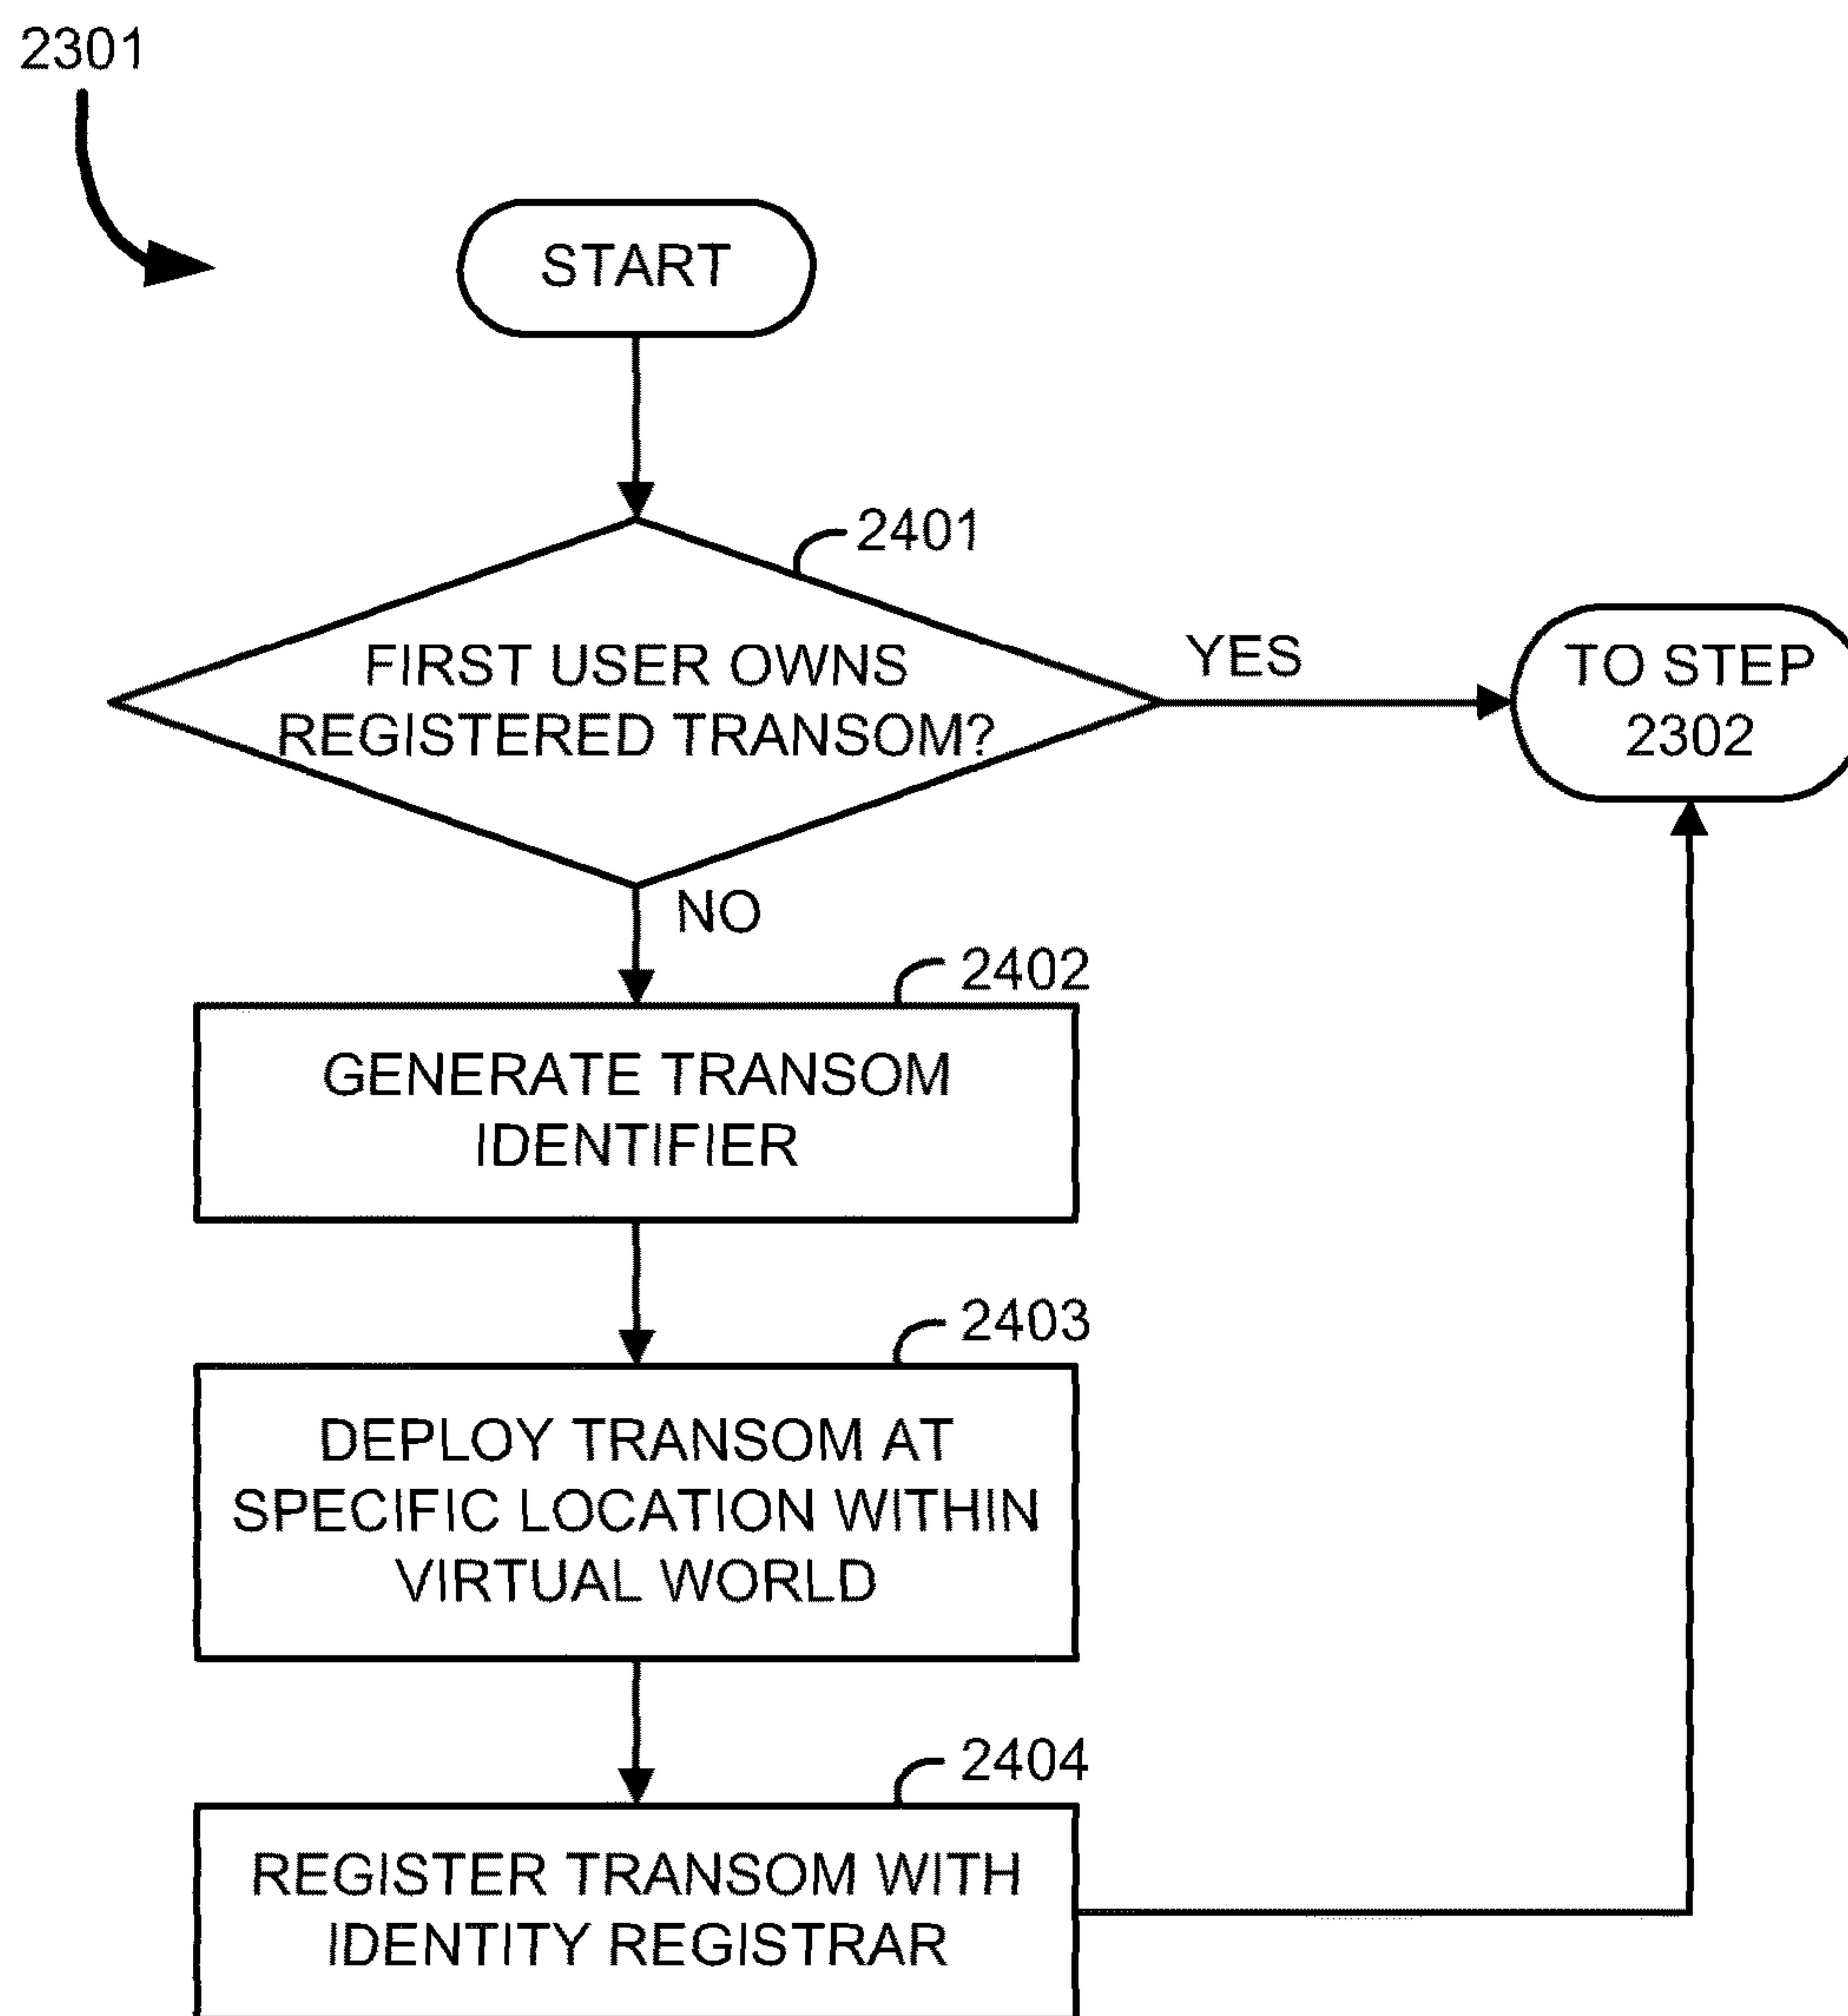 2301
START
2401
FIRST USER OWNS
REGISTERED TRANSOM?
YES
TO STEP
2302
NO
2402
GENERATE TRANSOM
IDENTIFIER
2403
DEPLOY TRANSOM AT
SPECIFIC LOCATION WITHIN
VIRTUAL WORLD
2404
REGISTER TRANSOM WITH
IDENTITY REGISTRAR